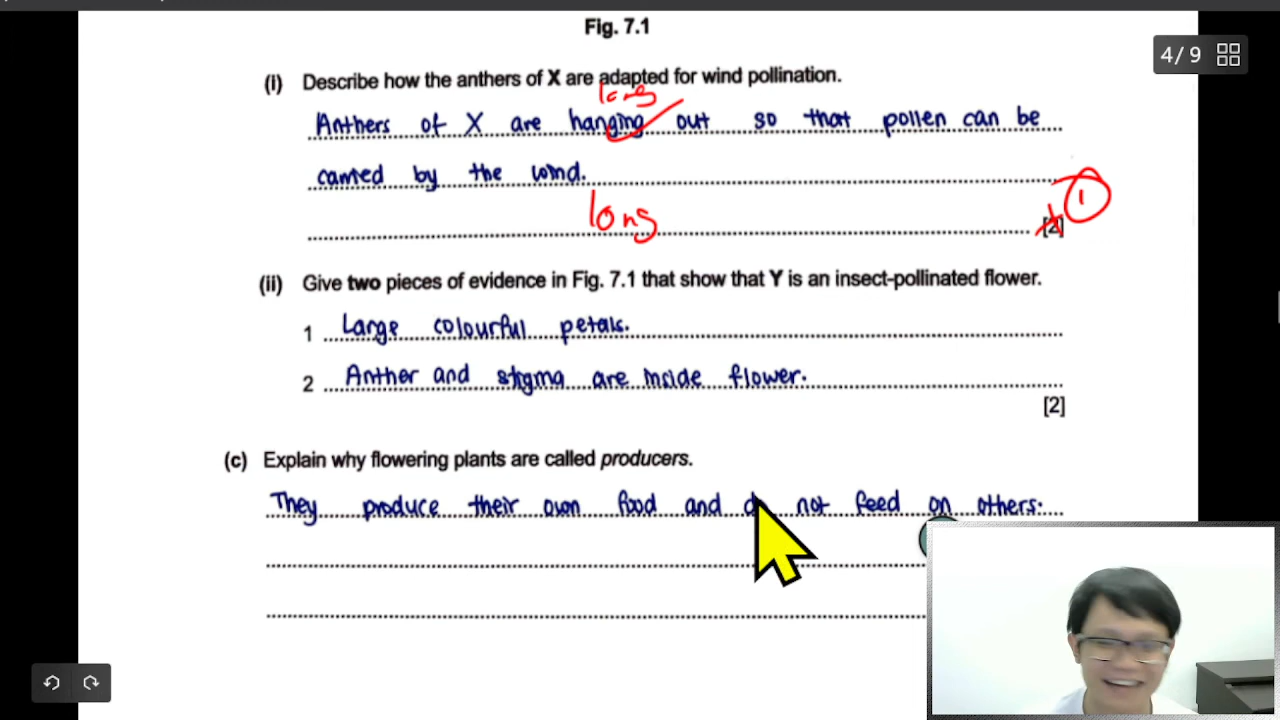 4/9
Fig. 7.1
(i) Describe how the anthers of X are adapted for wind pollination.
long
Anthers of X are hanging out so that pollen can be
carried by the wind.
long
[2] 1
(ii) Give two pieces of evidence in Fig. 7.1 that show that Y is an insect-pollinated flower.
1 Large colourful petals.
2 Anther and stigma are inside flower.
[2]
(c) Explain why flowering plants are called producers.
They produce their own food and do not feed on others.